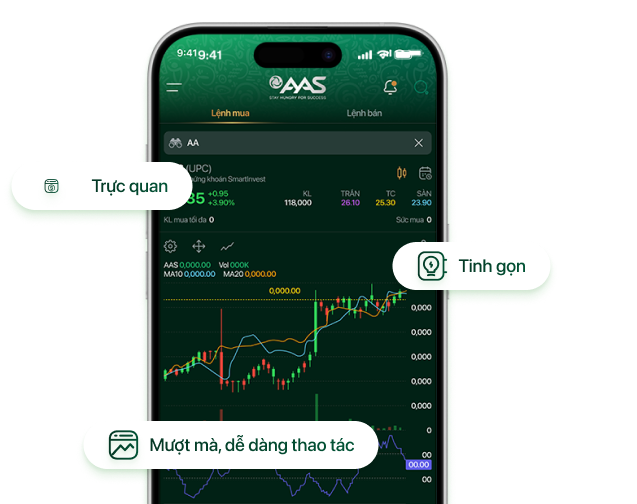 9:41 9:41
AAS
STAY HUNGRY FOR SUCCESS
Lệnh mua Lệnh bán
AA
(UPC)
ứng khoán SmartInvest
Trực quan
35 +0.95 KL TRẦN TC SÀN
+3.90% 118,000 26.10 25.30 23.90
KL mua tối đa 0 Sức mua 0
Tinh gọn
AAS 0,000.00 Vol 000K
MA10 0,000.00 MA20 0,000.00
0,000.00
0,000
0,000
0,000
0,000
0,000
0
Mượt mà, dễ dàng thao tác
00
00.00
00